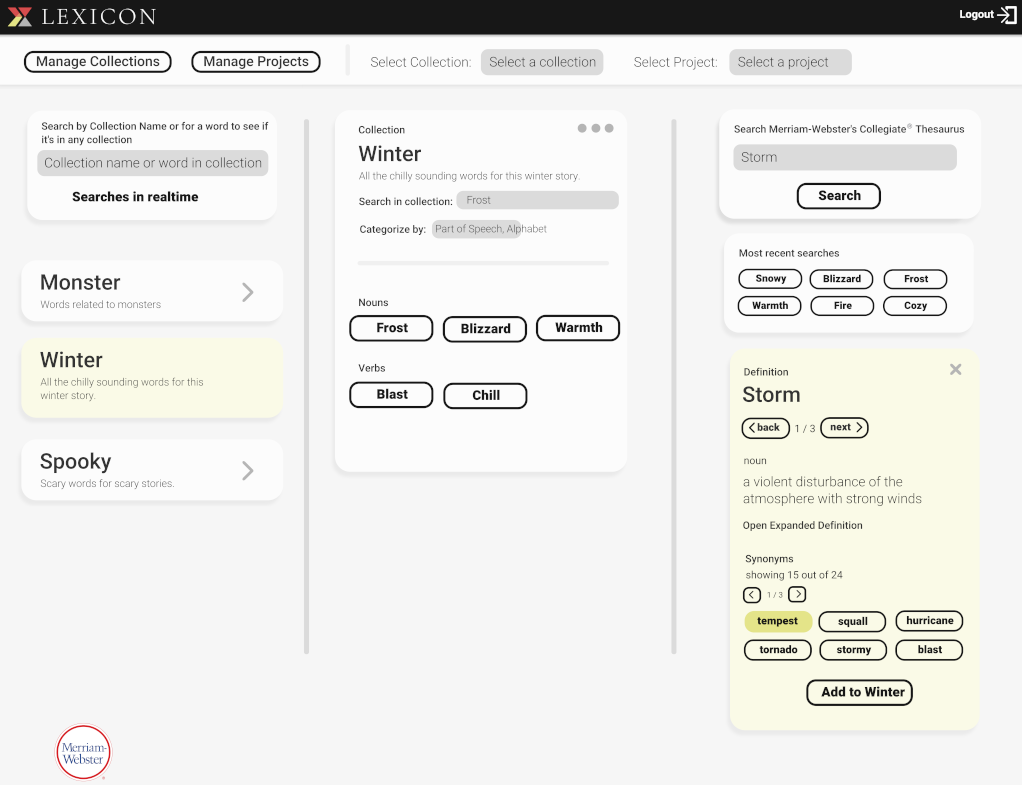 LEXICON
Logout
Manage Collections
Manage Projects
Select Collection:
Select a collection
Select Project:
Select a project
Search by Collection Name or for a word to see if
it's in any collection
Collection name or word in collection
Searches in realtime
Monster
Words related to monsters
Winter
All the chilly sounding words for this
winter story.
Spooky
Scary words for scary stories.
Merriam-
Webster
Collection
Winter
All the chilly sounding words for this winter story.
Search in collection:
Frost
Categorize by:
Part of Speech, Alphabet
Nouns
Frost
Blizzard
Warmth
Verbs
Blast
Chill
Search Merriam-Webster's Collegiate® Thesaurus
Storm
Search
Most recent searches
Snowy
Blizzard
Frost
Warmth
Fire
Cozy
Definition
Storm
back
1 / 3
next
noun
a violent disturbance of the
atmosphere with strong winds
Open Expanded Definition
Synonyms
showing 15 out of 24
1 / 3
tempest
squall
hurricane
tornado
stormy
blast
Add to Winter